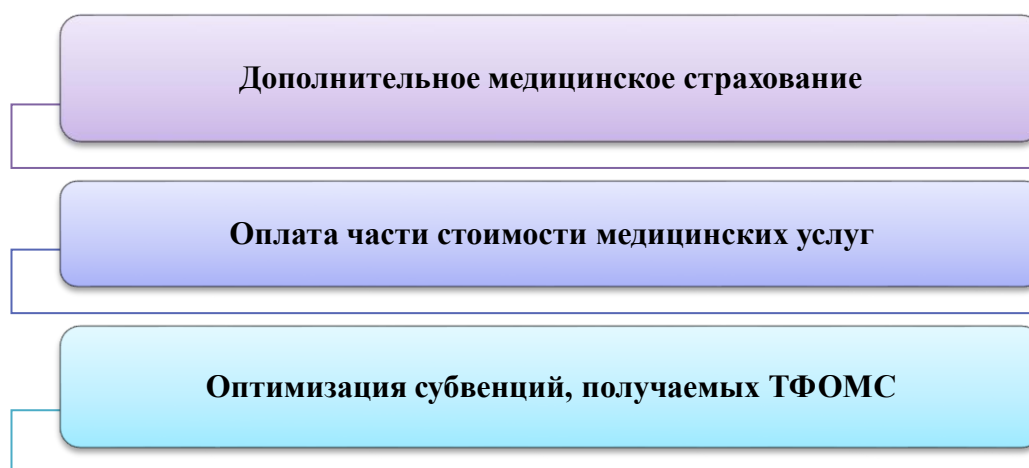 Дополнительное медицинское страхование
Оплата части стоимости медицинских услуг
Оптимизация субвенций, получаемых ТФОМС